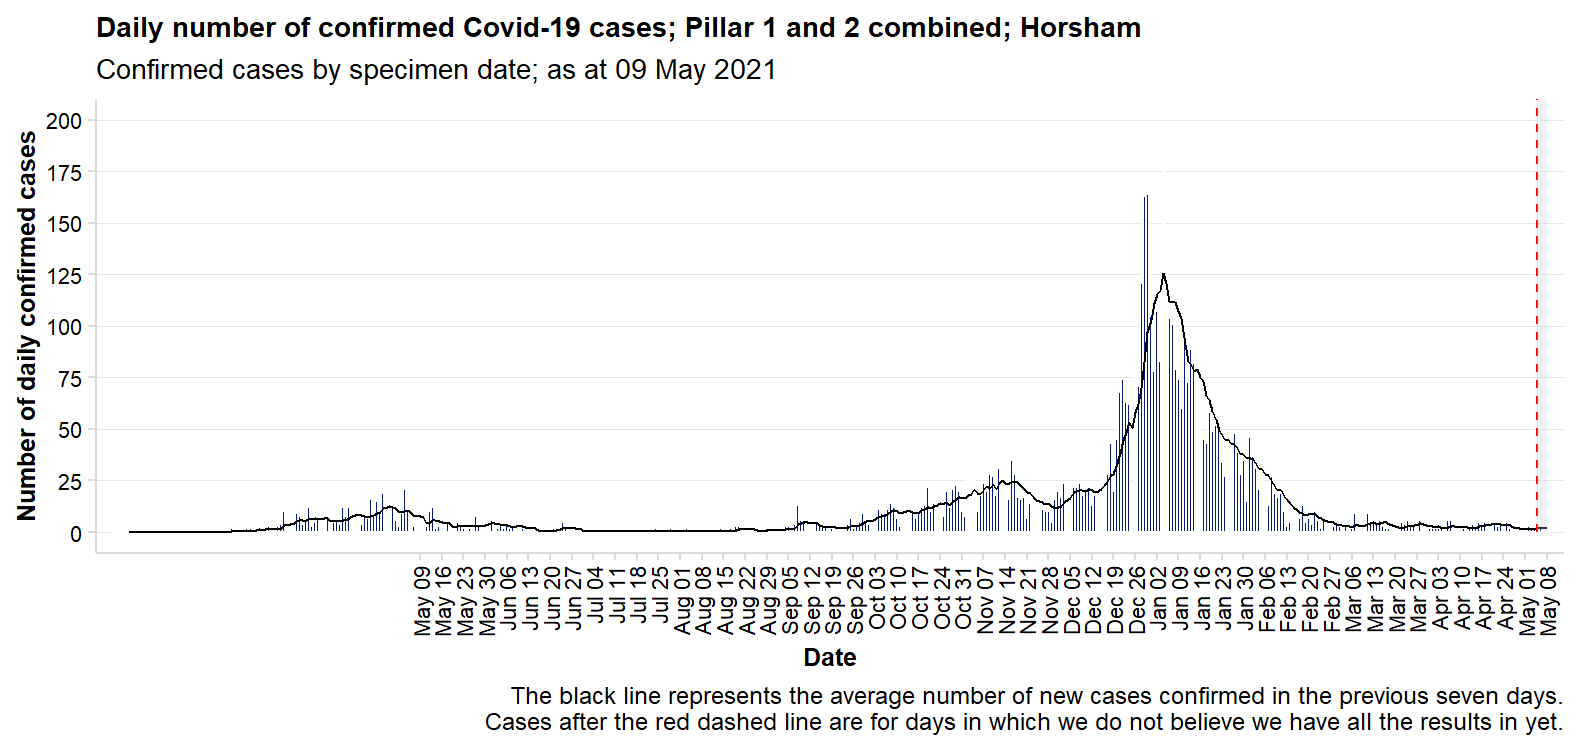 Daily number of confirmed Covid-19 cases; Pillar 1 and 2 combined; Horsham
Confirmed cases by specimen date; as at 09 May 2021
Number of daily confirmed cases
200
175
150
125
100
75
50
25
0
May 09
May 16
May 23
May 30
Jun 06
Jun 13
Jun 20
Jun 27
Jul 04
Jul 11
Jul 18
Jul 25
Aug 01
Aug 08
Aug 15
Aug 22
Aug 29
Sep 05
Sep 12
Sep 19
Sep 26
Oct 03
Oct 10
Oct 17
Oct 24
Oct 31
Nov 07
Nov 14
Nov 21
Nov 28
Dec 05
Dec 12
Dec 19
Dec 26
Jan 02
Jan 09
Jan 16
Jan 23
Jan 30
Feb 06
Feb 13
Feb 20
Feb 27
Mar 06
Mar 13
Mar 20
Mar 27
Apr 03
Apr 10
Apr 17
Apr 24
May 01
May 08
Date
The black line represents the average number of new cases confirmed in the previous seven days.
Cases after the red dashed line are for days in which we do not believe we have all the results in yet.